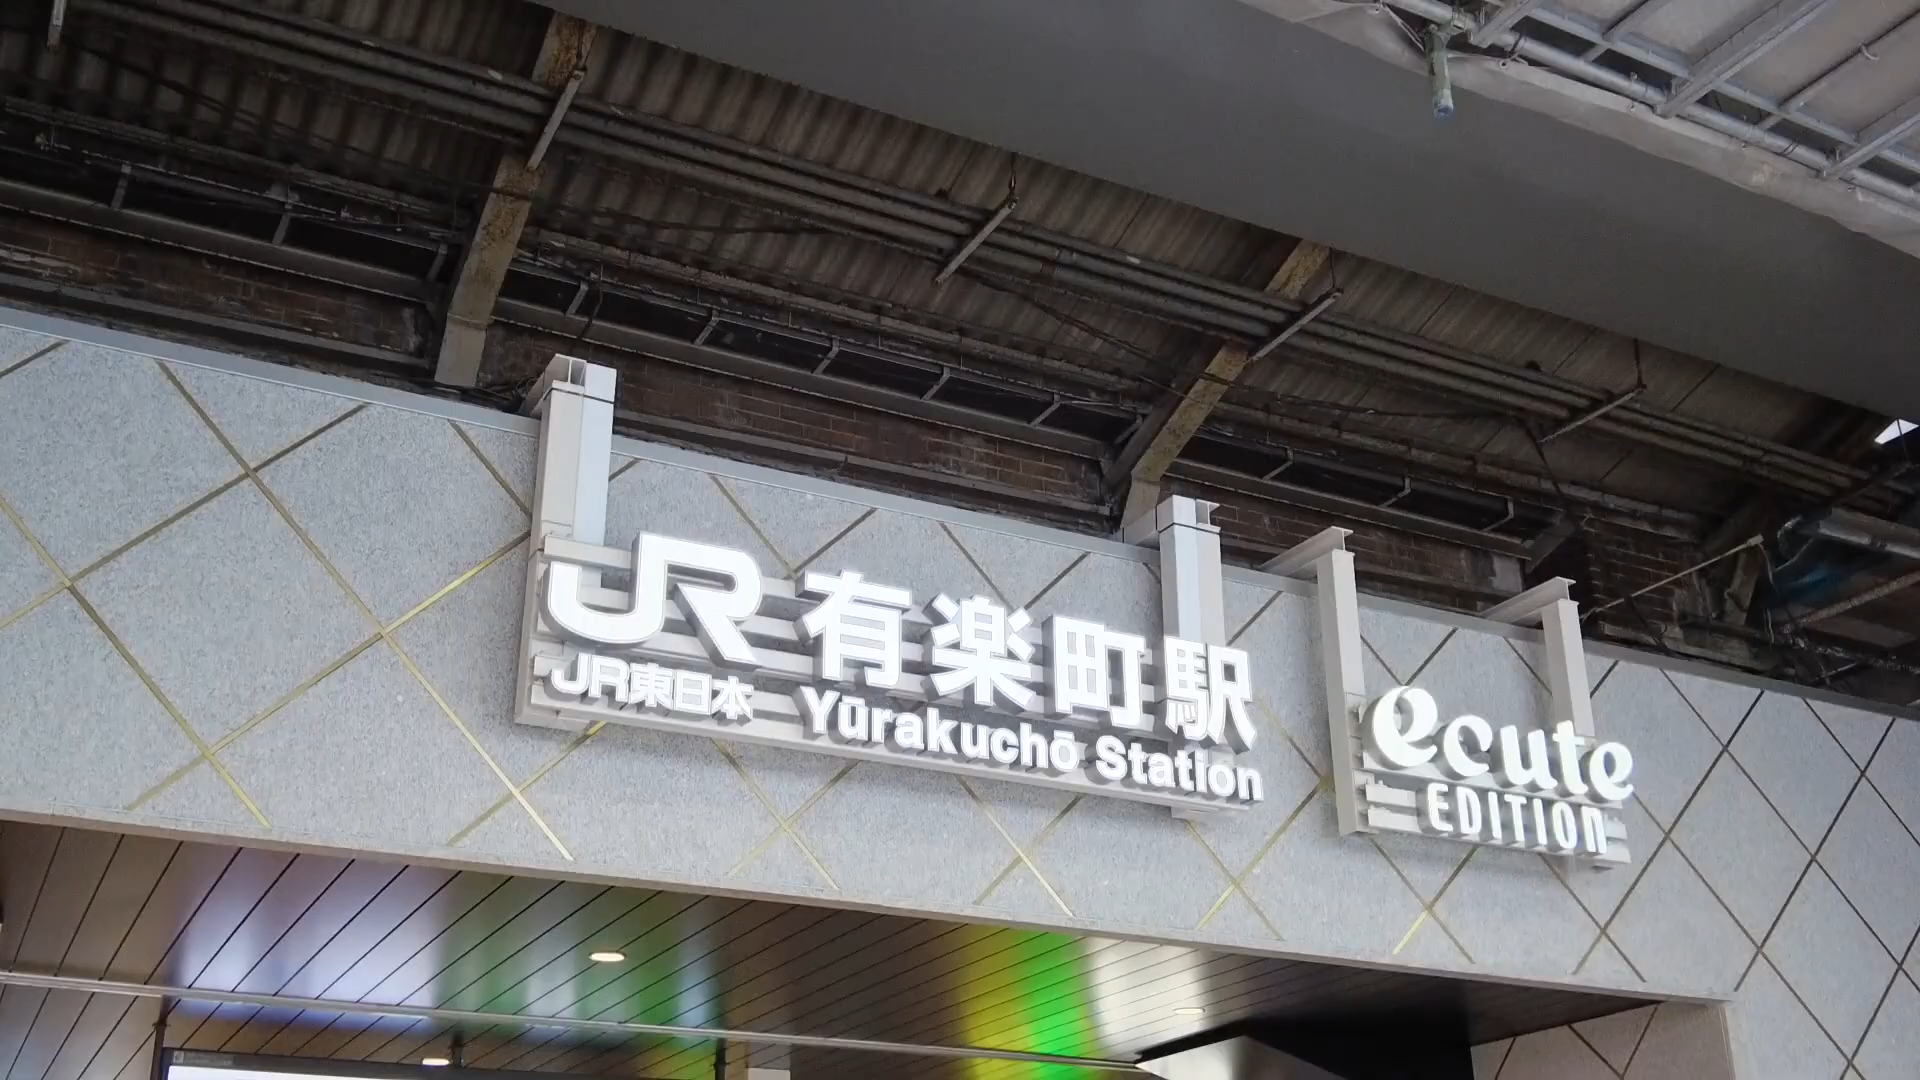 JR 有楽町駅
JR東日本 Yūrakuchō Station
ecute
EDITION